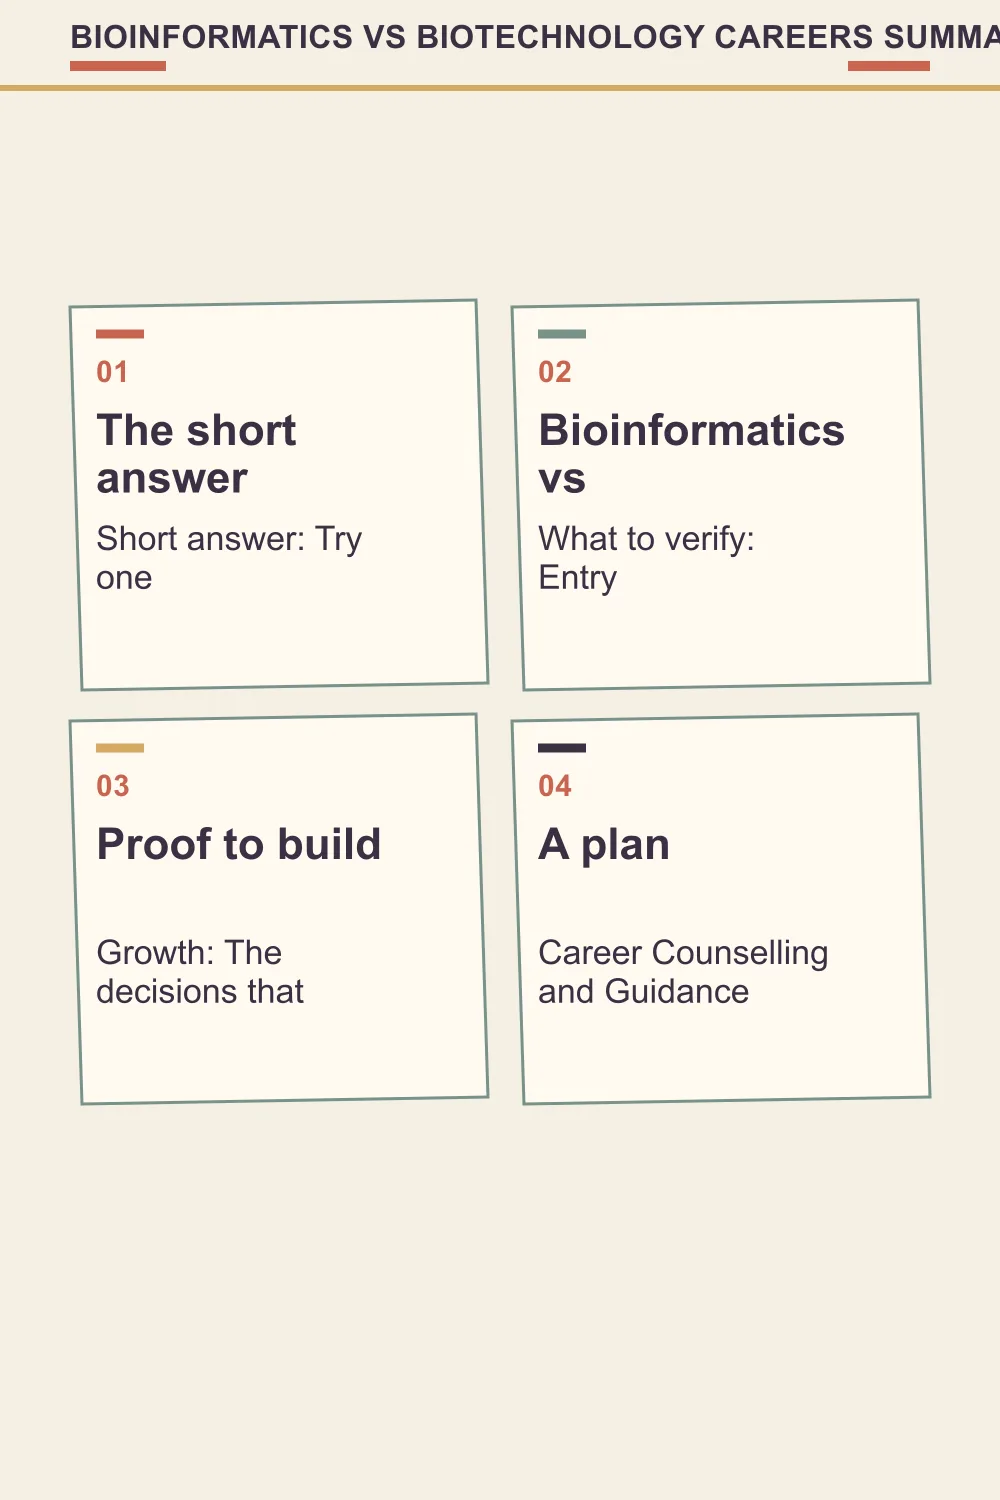 BIOINFORMATICS VS BIOTECHNOLOGY CAREERS SUMMA
01
The short
answer
Short answer: Try
one
02
Bioinformatics
vs
What to verify:
Entry
03
Proof to build
Growth: The
decisions that
04
A plan
Career Counselling
and Guidance